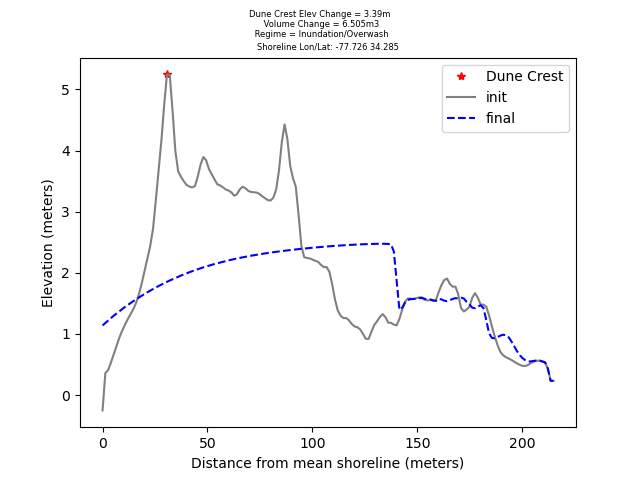 Dune Crest Elev Change = 3.39m
Volume Change = 6.505m3
Regime = Inundation/Overwash
Shoreline Lon/Lat: -77.726 34.285
Dune Crest
init
final
5
4
3
2
1
0
Elevation (meters)
0 50 100 150 200
Distance from mean shoreline (meters)